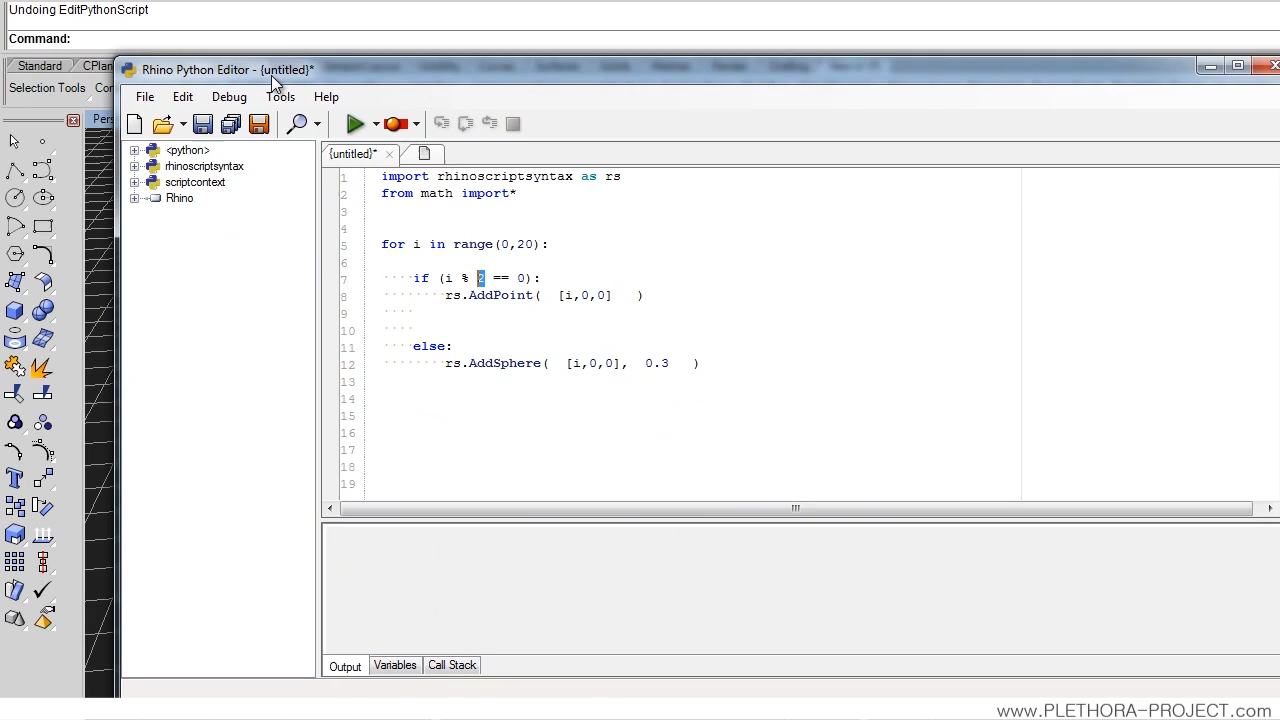 Undoing EditPythonScript
Command:
Standard
CPlan
Selection Tools
Con
Pers
Rhino Python Editor - {untitled}*
File Edit Debug Tools Help
<python>
rhinoscriptsyntax
scriptcontext
Rhino
{untitled}*
1 import rhinoscriptsyntax as rs
2 from math import*
3
4
5 for i in range(0,20):
6
7 if (i % 2 == 0):
8 rs.AddPoint( [i,0,0] )
9
10
11 else:
12 rs.AddSphere( [i,0,0], 0.3 )
13
14
15
16
17
18
19
Output Variables Call Stack
www.PLETHORA-PROJECT.com